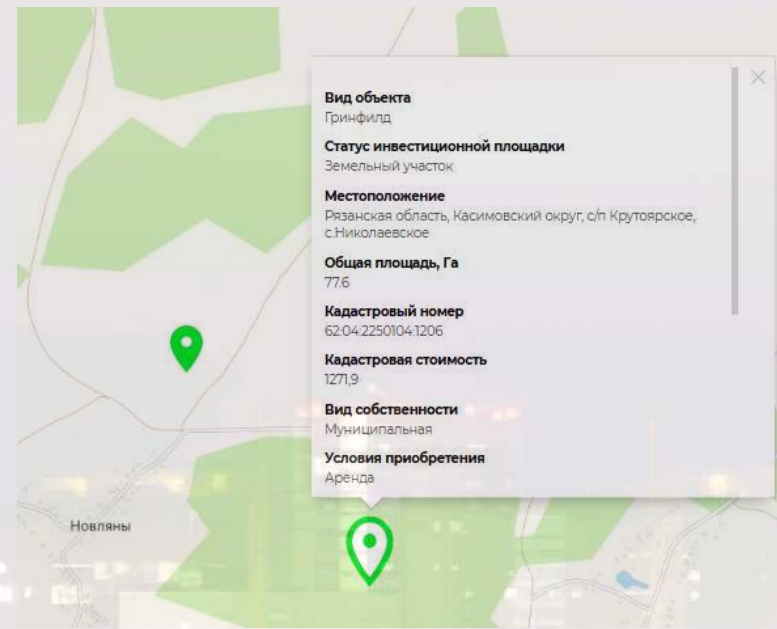 Вид объекта
Гринфилд
Статус инвестиционной площадки
Земельный участок
Местоположение
Рязанская область, Касимовский округ, с/п Крутоярское,
с.Николаевское
Общая площадь, Га
77.6
Кадастровый номер
62:04:2250104:1206
Кадастровая стоимость
1271,9
Вид собственности
Муниципальная
Условия приобретения
Аренда
Новляны